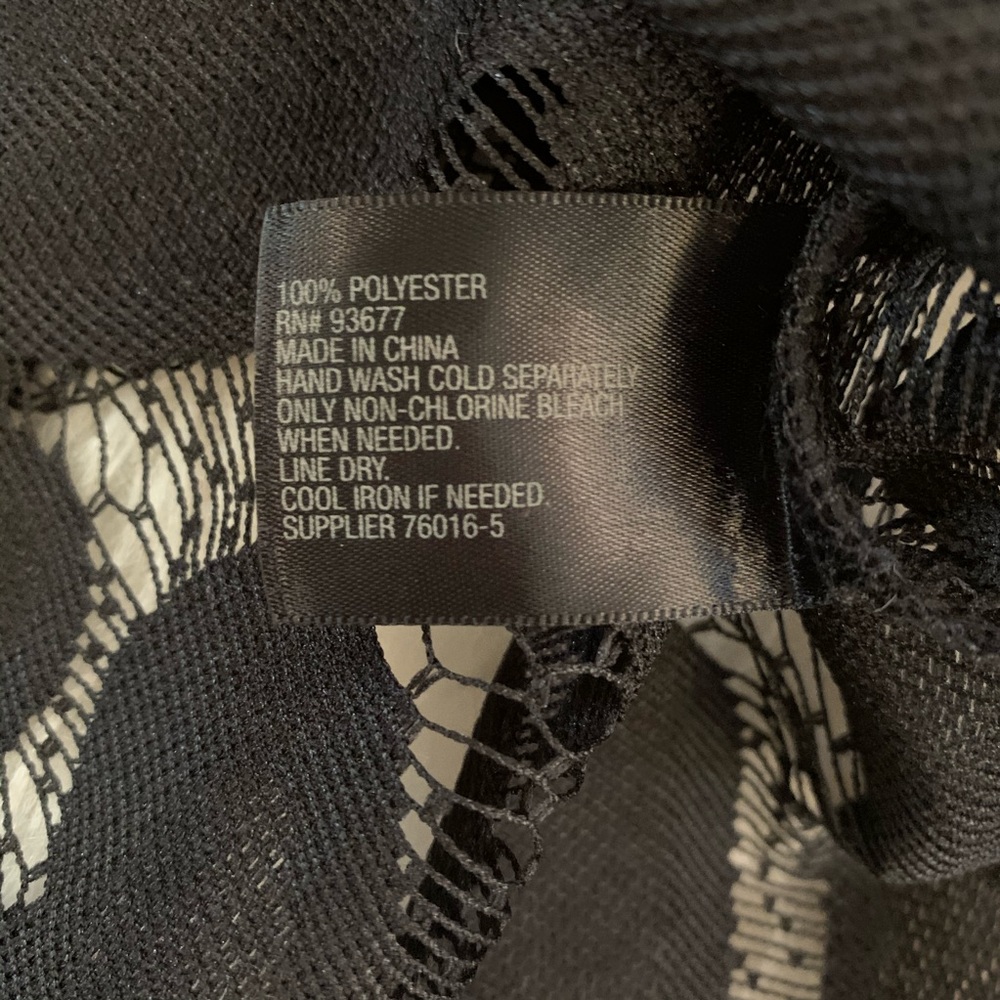 100% POLYESTER
RN# 93677
MADE IN CHINA
HAND WASH COLD SEPARATELY
ONLY NON-CHLORINE BLEACH
WHEN NEEDED.
LINE DRY.
COOL IRON IF NEEDED.
SUPPLIER 76016-5